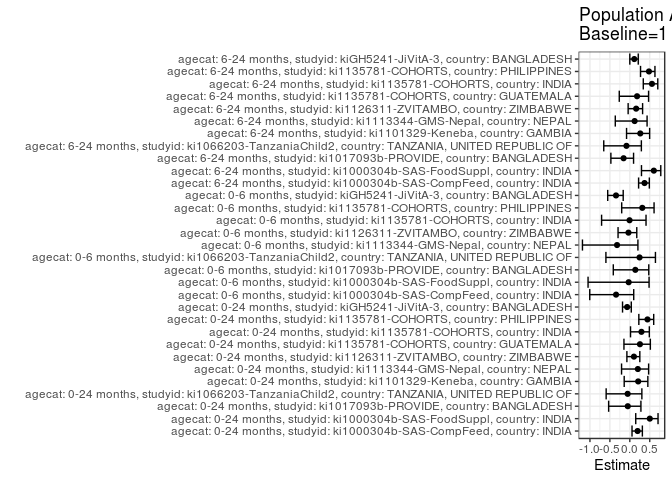 Population A
Baseline=1
agecat: 6-24 months, studyid: kiGH5241-JiVitA-3, country: BANGLADESH
agecat: 6-24 months, studyid: ki1135781-COHORTS, country: PHILIPPINES
agecat: 6-24 months, studyid: ki1135781-COHORTS, country: INDIA
agecat: 6-24 months, studyid: ki1135781-COHORTS, country: GUATEMALA
agecat: 6-24 months, studyid: ki1126311-ZVITAMBO, country: ZIMBABWE
agecat: 6-24 months, studyid: ki1113344-GMS-Nepal, country: NEPAL
agecat: 6-24 months, studyid: ki1101329-Keneba, country: GAMBIA
agecat: 6-24 months, studyid: ki1066203-TanzaniaChild2, country: TANZANIA, UNITED REPUBLIC OF
agecat: 6-24 months, studyid: ki1017093b-PROVIDE, country: BANGLADESH
agecat: 6-24 months, studyid: ki1000304b-SAS-FoodSuppl, country: INDIA
agecat: 6-24 months, studyid: ki1000304b-SAS-CompFeed, country: INDIA
agecat: 0-6 months, studyid: kiGH5241-JiVitA-3, country: BANGLADESH
agecat: 0-6 months, studyid: ki1135781-COHORTS, country: PHILIPPINES
agecat: 0-6 months, studyid: ki1135781-COHORTS, country: INDIA
agecat: 0-6 months, studyid: ki1126311-ZVITAMBO, country: ZIMBABWE
agecat: 0-6 months, studyid: ki1113344-GMS-Nepal, country: NEPAL
agecat: 0-6 months, studyid: ki1066203-TanzaniaChild2, country: TANZANIA, UNITED REPUBLIC OF
agecat: 0-6 months, studyid: ki1017093b-PROVIDE, country: BANGLADESH
agecat: 0-6 months, studyid: ki1000304b-SAS-FoodSuppl, country: INDIA
agecat: 0-6 months, studyid: ki1000304b-SAS-CompFeed, country: INDIA
agecat: 0-24 months, studyid: kiGH5241-JiVitA-3, country: BANGLADESH
agecat: 0-24 months, studyid: ki1135781-COHORTS, country: PHILIPPINES
agecat: 0-24 months, studyid: ki1135781-COHORTS, country: INDIA
agecat: 0-24 months, studyid: ki1135781-COHORTS, country: GUATEMALA
agecat: 0-24 months, studyid: ki1126311-ZVITAMBO, country: ZIMBABWE
agecat: 0-24 months, studyid: ki1113344-GMS-Nepal, country: NEPAL
agecat: 0-24 months, studyid: ki1101329-Keneba, country: GAMBIA
agecat: 0-24 months, studyid: ki1066203-TanzaniaChild2, country: TANZANIA, UNITED REPUBLIC OF
agecat: 0-24 months, studyid: ki1017093b-PROVIDE, country: BANGLADESH
agecat: 0-24 months, studyid: ki1000304b-SAS-FoodSuppl, country: INDIA
agecat: 0-24 months, studyid: ki1000304b-SAS-CompFeed, country: INDIA
-1.0 -0.5 0.0 0.5
Estimate